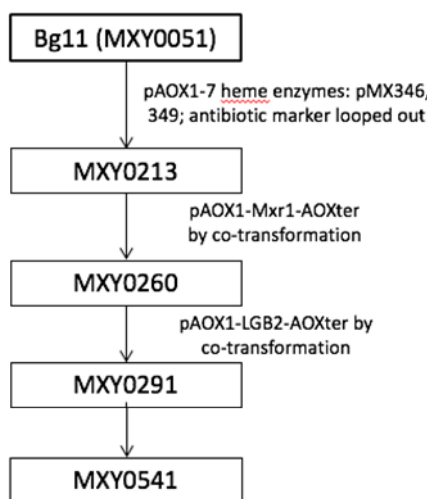 Bg11 (MXY0051)
pAOX1-7 heme enzymes: pMX346,
349; antibiotic marker looped out
MXY0213
pAOX1-Mxr1-AOXter
by co-transformation
MXY0260
pAOX1-LGB2-AOXter by
co-transformation
MXY0291
MXY0541